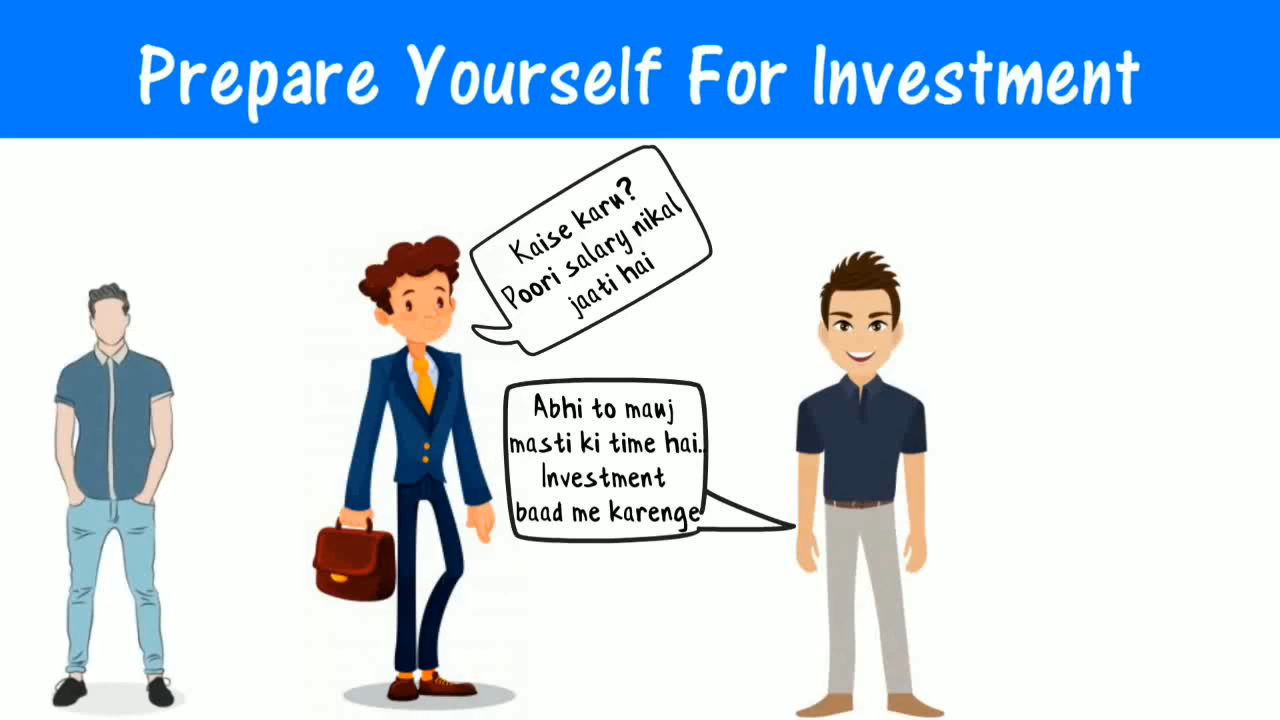 Prepare Yourself For Investment
Kaise karu?
Poori salary nikal
jaati hai
Abhi to mauj
masti ki time hai..
Investment
baad me karenge